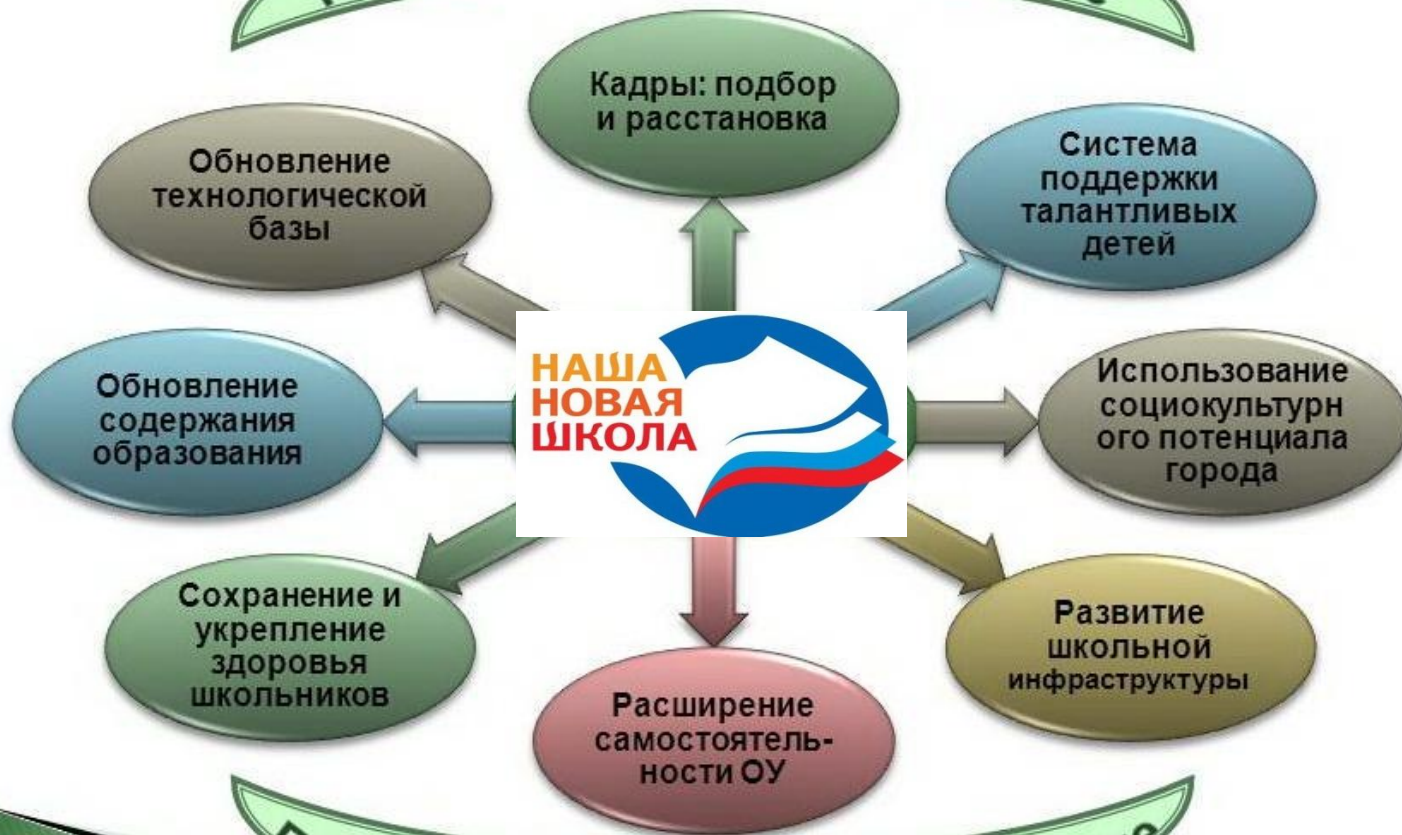 Кадры: подбор
и расстановка
Обновление
технологической
базы
Система
поддержки
талантливых
детей
НАША
НОВАЯ
ШКОЛА
Обновление
содержания
образования
Использование
социокультурн
ого потенциала
города
Сохранение и
укрепление
здоровья
школьников
Развитие
школьной
инфраструктуры
Расширение
самостоятель-
ности ОУ